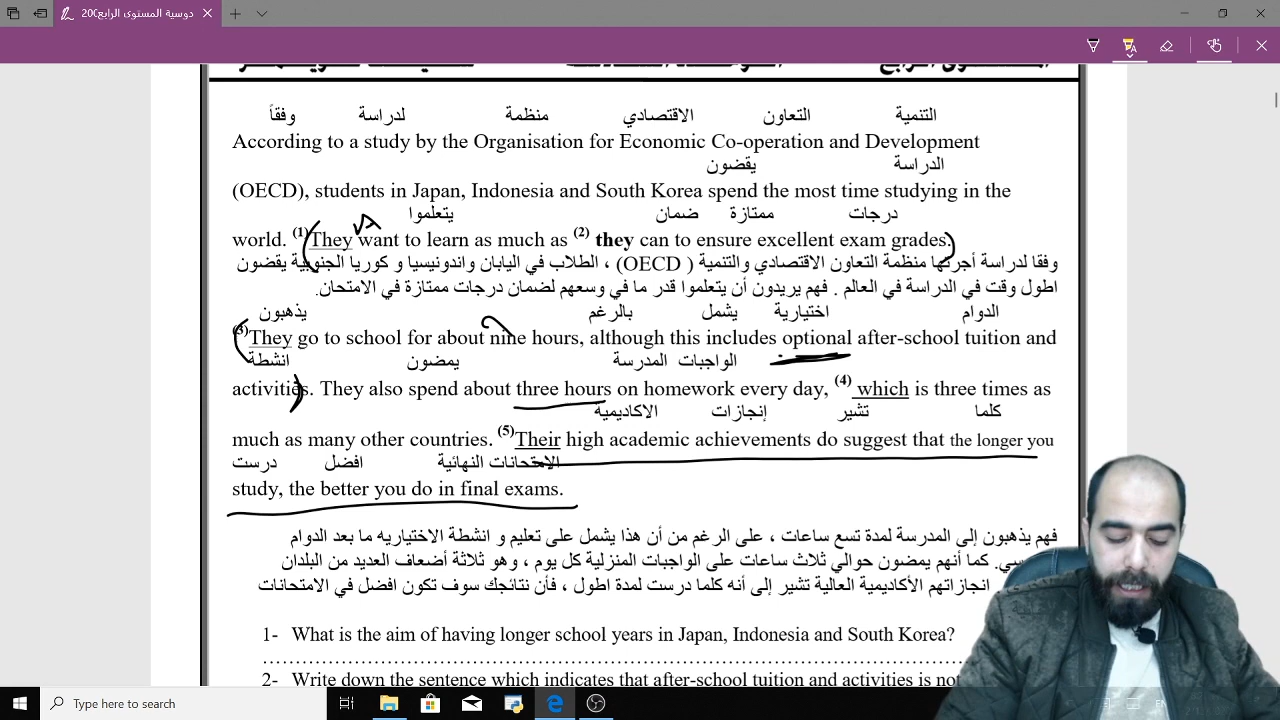 دوسية المستوى الرابع200
التنمية التعاون الاقتصادي منظمة لدراسة وفقاً
According to a study by the Organisation for Economic Co-operation and Development
الدراسة يقضون
(OECD), students in Japan, Indonesia and South Korea spend the most time studying in the
درجات ممتازة ضمان يتعلموا
world. (1)They want to learn as much as (2) they can to ensure excellent exam grades.
وفقا لدراسة أجرتها منظمة التعاون الاقتصادي والتنمية ( OECD) ، الطلاب في اليابان واندونيسيا و كوريا الجنوبية يقضون
اطول وقت في الدراسة في العالم . فهم يريدون أن يتعلموا قدر ما في وسعهم لضمان درجات ممتازة في الامتحان.
الدوام اختيارية يشمل بالرغم يذهبون
(3)They go to school for about nine hours, although this includes optional after-school tuition and
الواجبات المدرسة يمضون انشطة
activities. They also spend about three hours on homework every day, (4) which is three times as
كلما تشير إنجازات الاكاديمية
much as many other countries. (5)Their high academic achievements do suggest that the longer you
الامتحانات النهائية افضل درست
study, the better you do in final exams.
فهم يذهبون إلى المدرسة لمدة تسع ساعات ، على الرغم من أن هذا يشمل على تعليم و انشطة الاختياريه ما بعد الدوام
كما أنهم يمضون حوالي ثلاث ساعات على الواجبات المنزلية كل يوم ، وهو ثلاثة أضعاف العديد من البلدان
انجازاتهم الأكاديمية العالية تشير إلى أنه كلما درست لمدة اطول ، فأن نتائجك سوف تكون افضل في الامتحانات
1- What is the aim of having longer school years in Japan, Indonesia and South Korea?
2- Write down the sentence which indicates that after-school tuition and activities is not
Type here to search